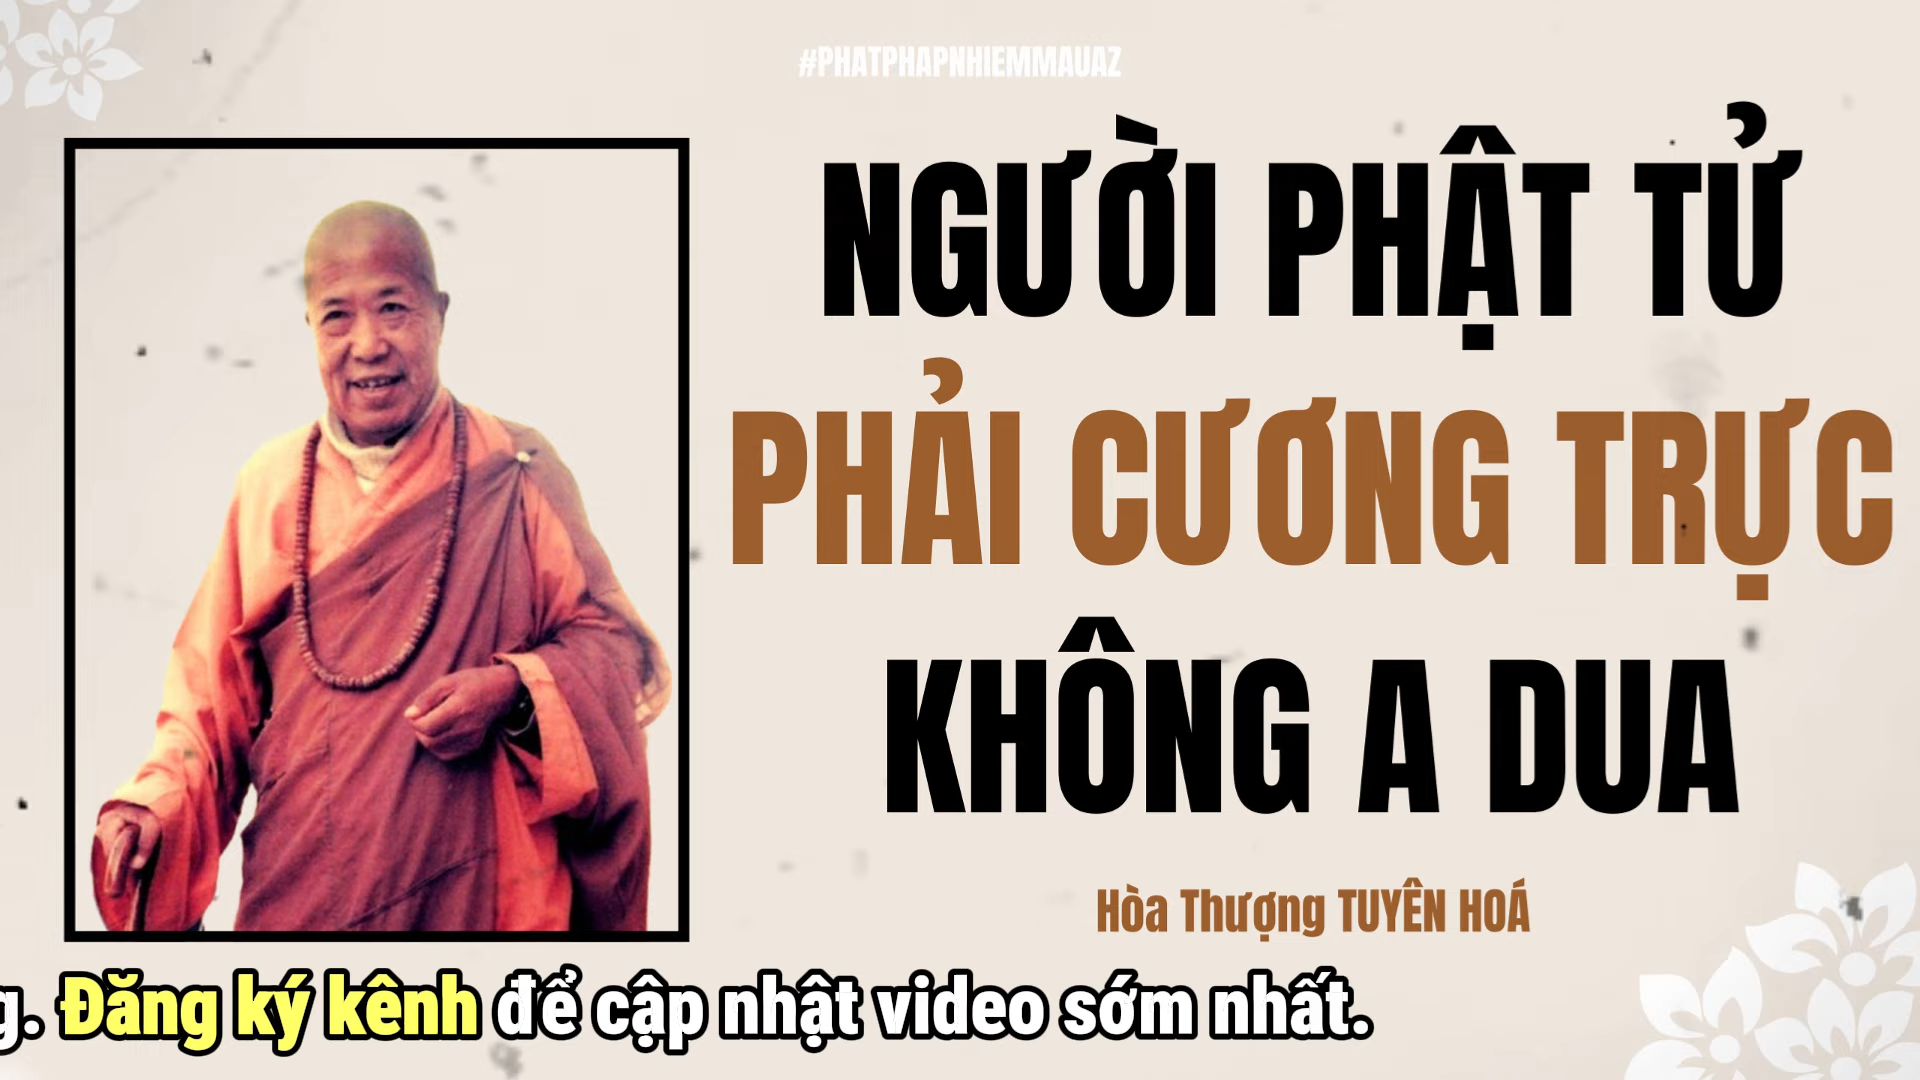 #PHATPHAPNHIEMMAUAZ
NGƯỜI PHẬT TỬ
PHẢI CƯƠNG TRỰC
KHÔNG A DUA
Hòa Thượng TUYÊN HOÁ
g. Đăng ký kênh để cập nhật video sớm nhất.